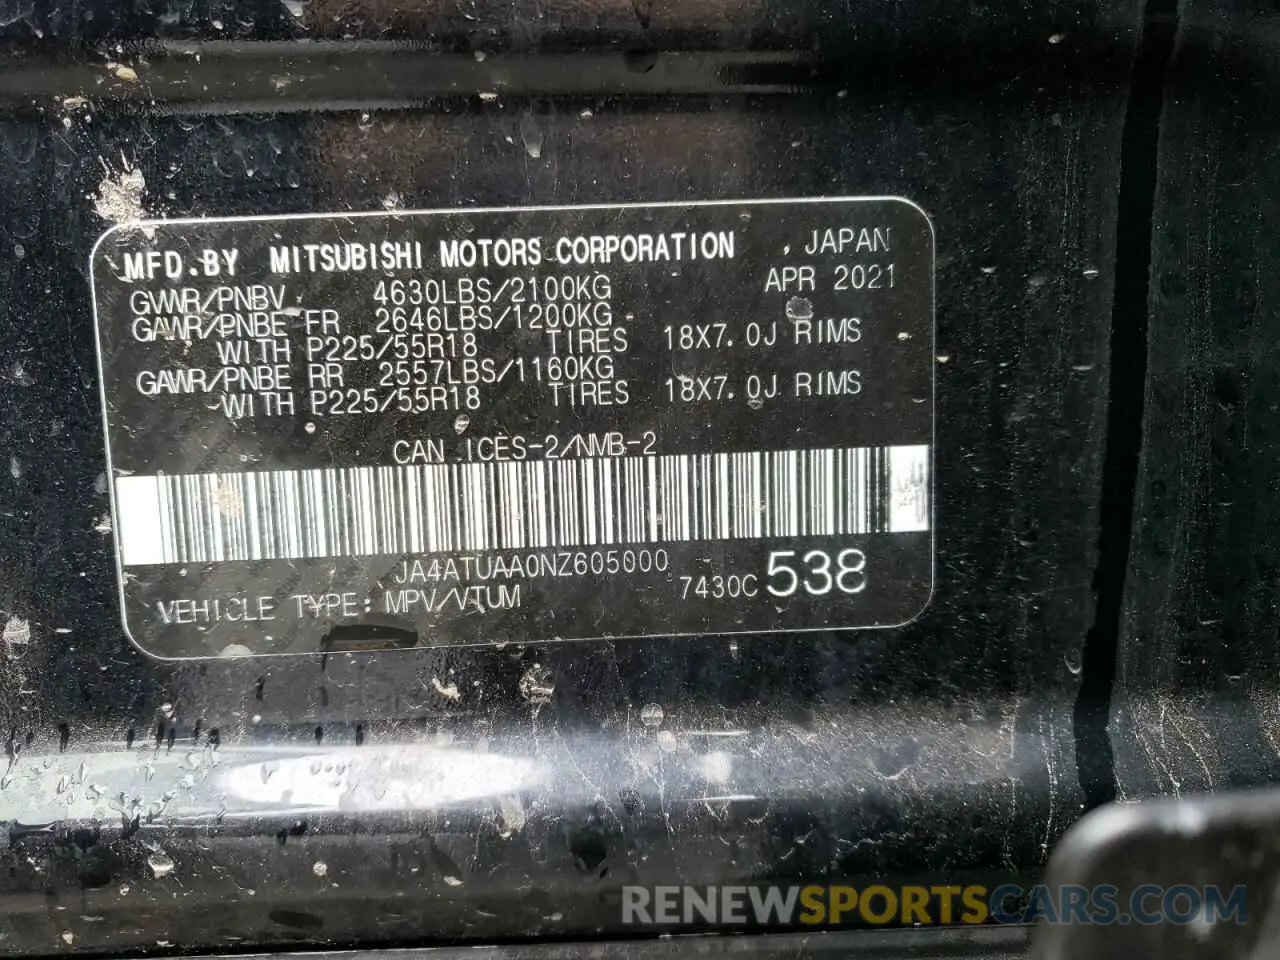 MFD.BY MITSUBISHI MOTORS CORPORATION , JAPAN
GVWR/PNBV 4630LBS/2100KG APR 2021
GAWR/PNBE FR 2646LBS/1200KG
WITH P225/55R18 TIRES 18X7.0J RIMS
GAWR/PNBE RR 2557LBS/1160KG
WITH P225/55R18 TIRES 18X7.0J RIMS
CAN ICES-2/NMB-2
JA4ATUAA0NZ605000
7430C 538
VEHICLE TYPE: MPV/VTUM
RENEWSPORTSCARS.COM